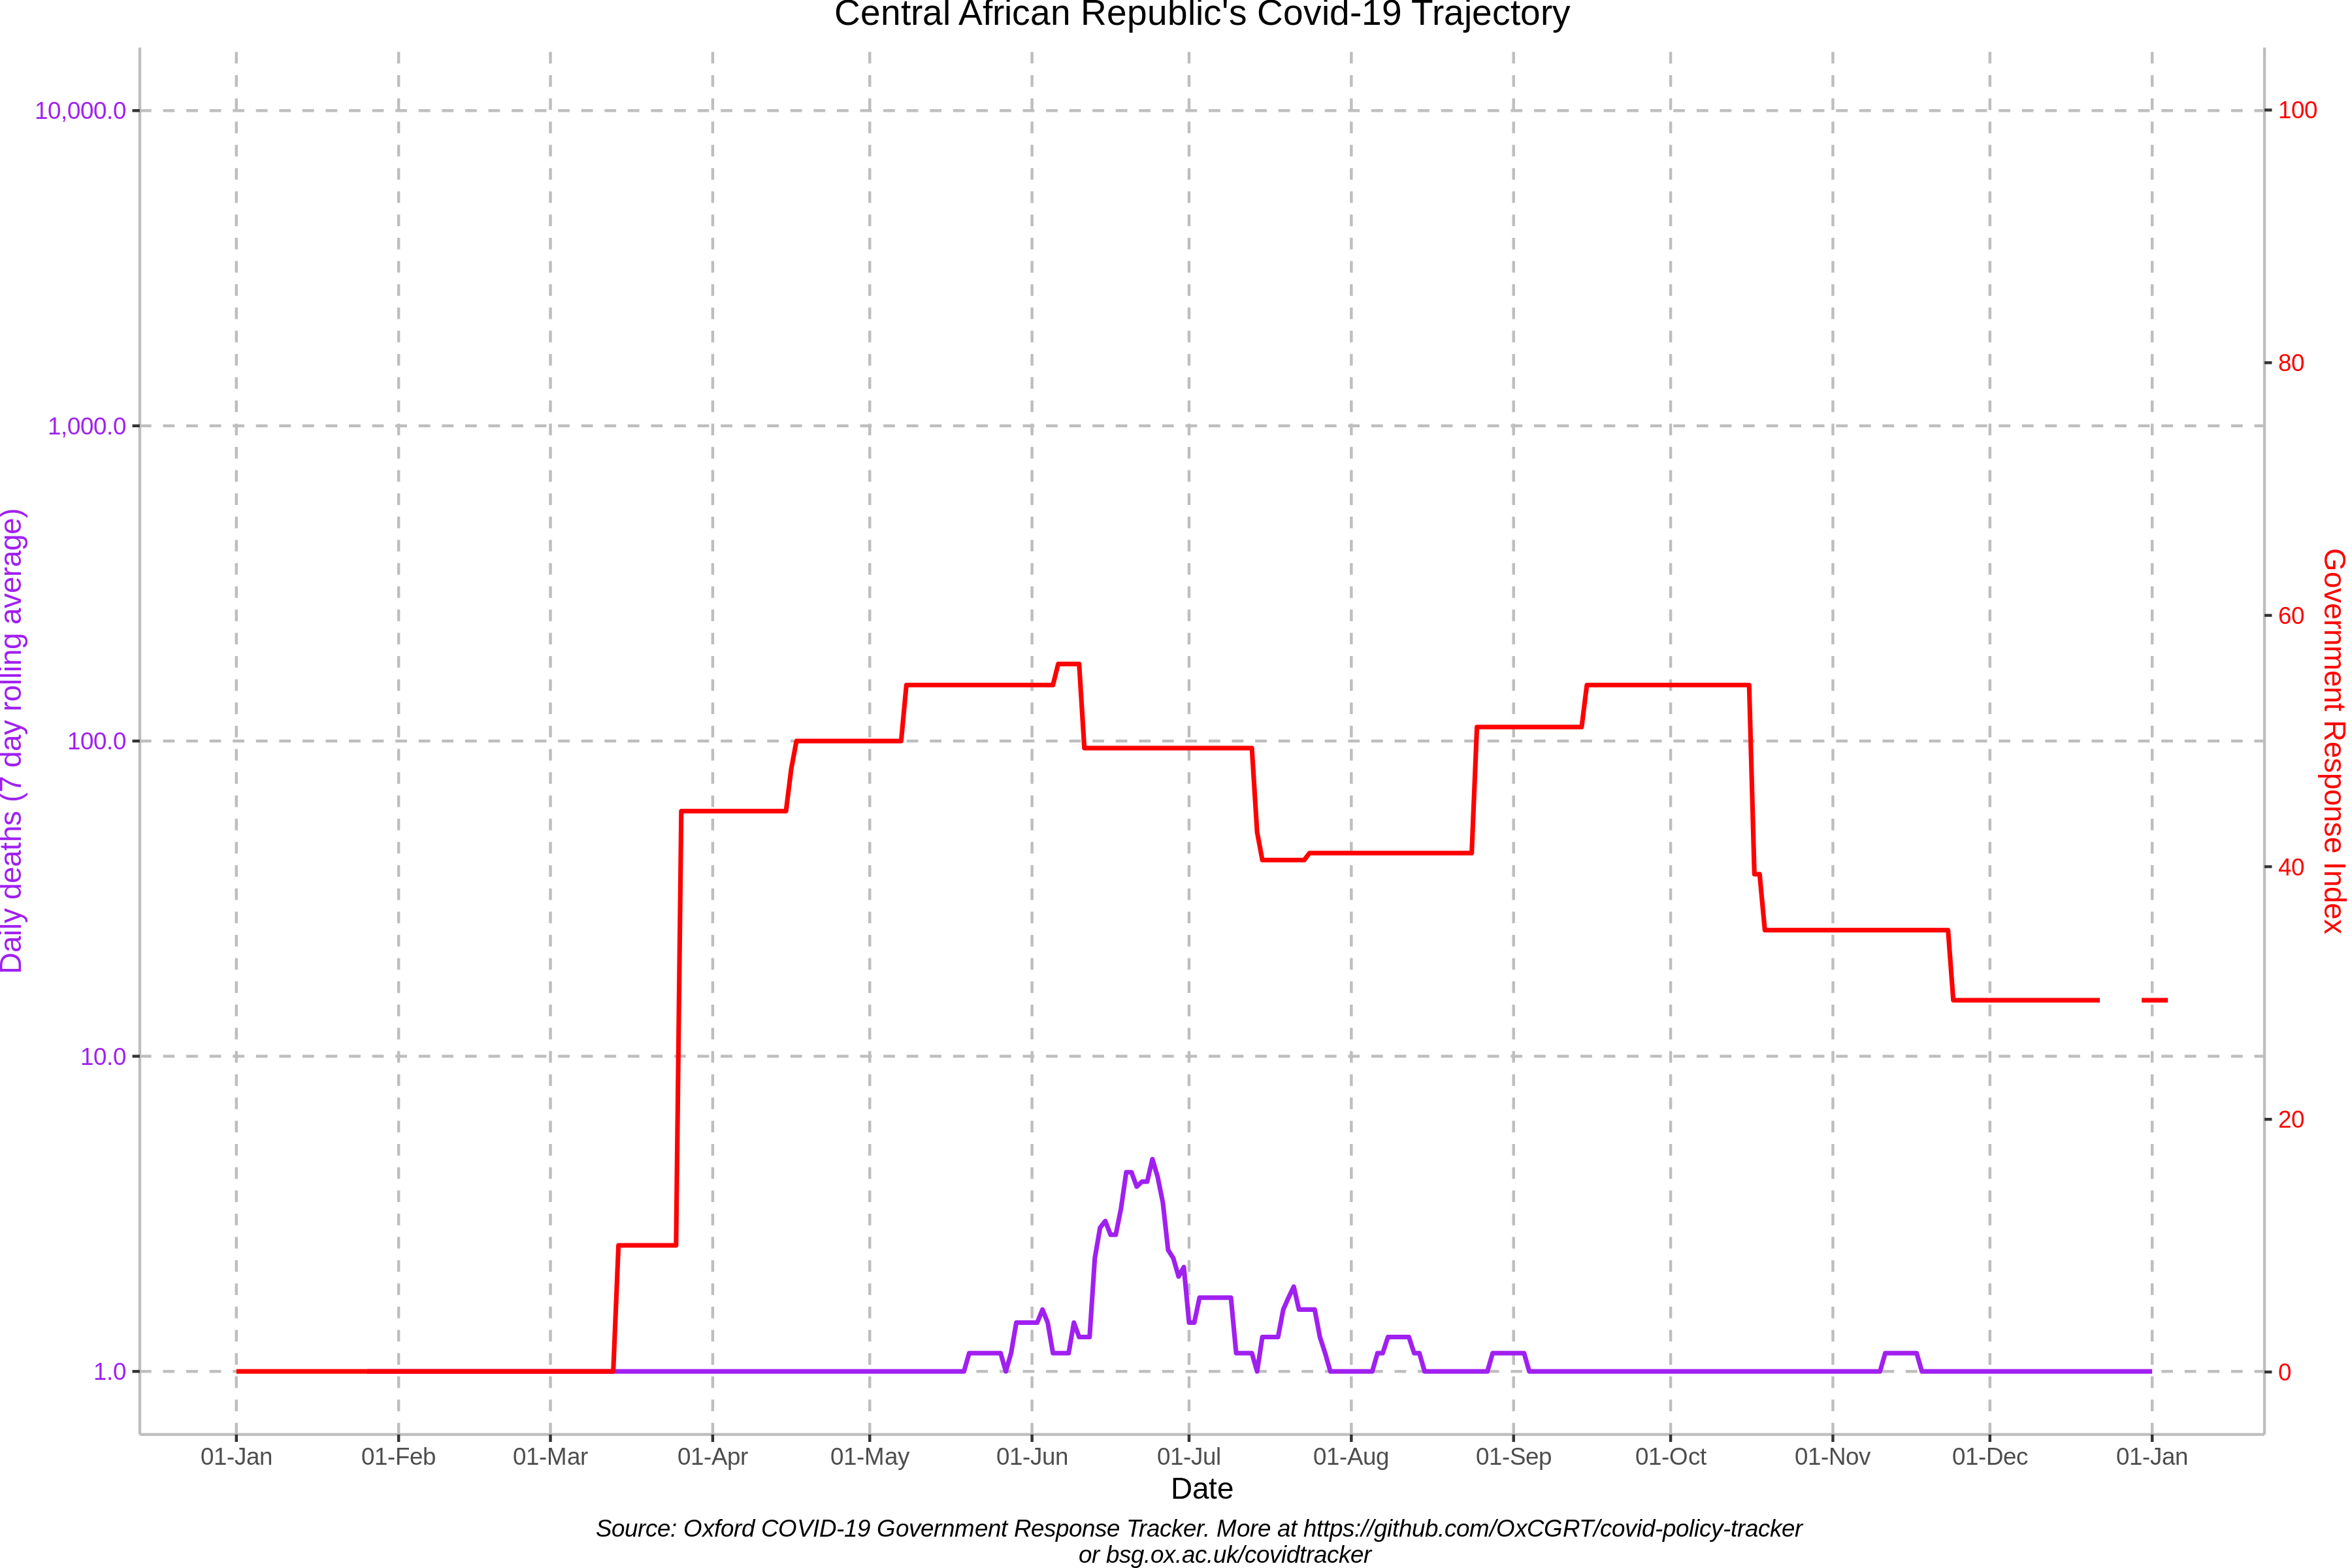 Central African Republic's Covid-19 Trajectory
10,000.0
1,000.0
100.0
10.0
1.0
Daily deaths (7 day rolling average)
100
80
60
40
20
0
Government Response Index
01-Jan 01-Feb 01-Mar 01-Apr 01-May 01-Jun 01-Jul 01-Aug 01-Sep 01-Oct 01-Nov 01-Dec 01-Jan
Date
Source: Oxford COVID-19 Government Response Tracker. More at https://github.com/OxCGRT/covid-policy-tracker
or bsg.ox.ac.uk/covidtracker